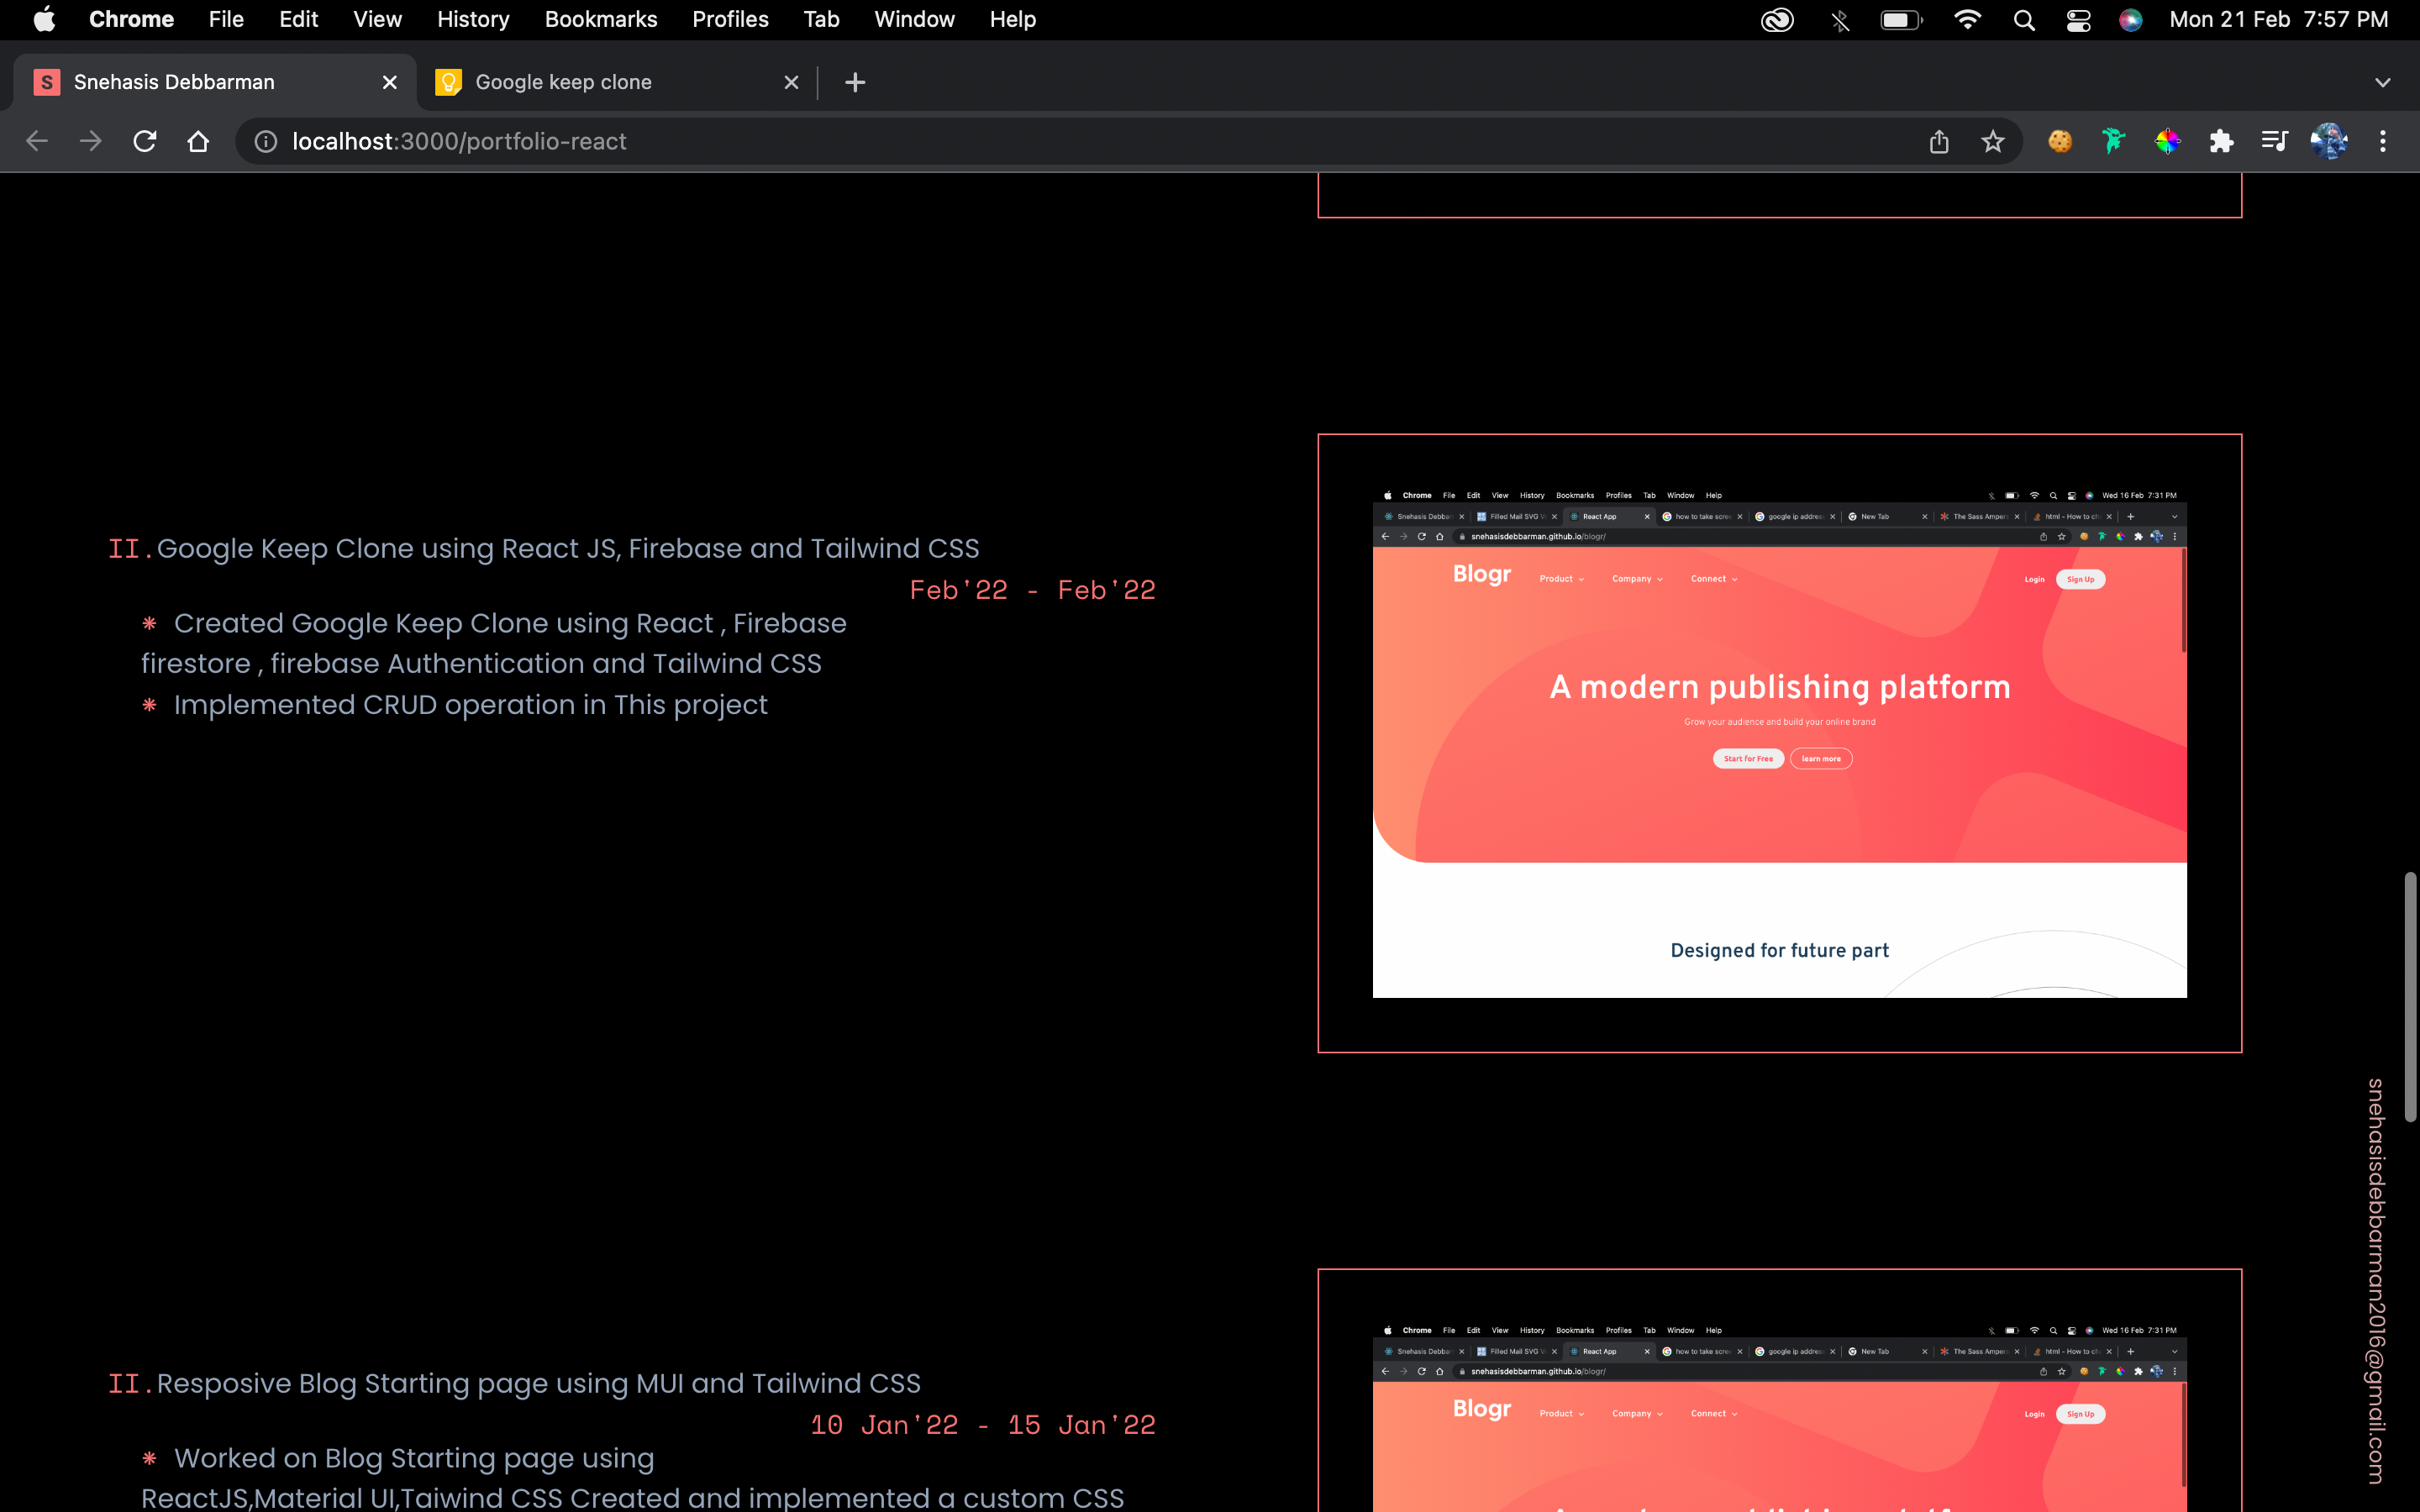 Chrome File Edit View History Bookmarks Profiles Tab Window Help Mon 21 Feb 7:57 PM
S Snehasis Debbarman Google keep clone
localhost:3000/portfolio-react
II.Google Keep Clone using React JS, Firebase and Tailwind CSS
Feb'22 - Feb'22
* Created Google Keep Clone using React , Firebase
firestore , firebase Authentication and Tailwind CSS
* Implemented CRUD operation in This project
Chrome File Edit View History Bookmarks Profiles Tab Window Help Wed 16 Feb 7:31 PM
Snehasis Debbar Filled Mail SVG React App how to take scree google ip addres New Tab The Sass Amper html - How to ch
snehasisdebbarman.github.io/blogr/
Blogr Product Company Connect Login Sign Up
A modern publishing platform
Grow your audience and build your online brand
Start for Free learn more
Designed for future part
snehasisdebbarman2016@gmail.com
II.Resposive Blog Starting page using MUI and Tailwind CSS
10 Jan'22 - 15 Jan'22
* Worked on Blog Starting page using
ReactJS,Material UI,Taiwind CSS Created and implemented a custom CSS
Chrome File Edit View History Bookmarks Profiles Tab Window Help Wed 16 Feb 7:31 PM
Snehasis Debbar Filled Mail SVG React App how to take scree google ip addres New Tab The Sass Amper html - How to ch
snehasisdebbarman.github.io/blogr/
Blogr Product Company Connect Login Sign Up